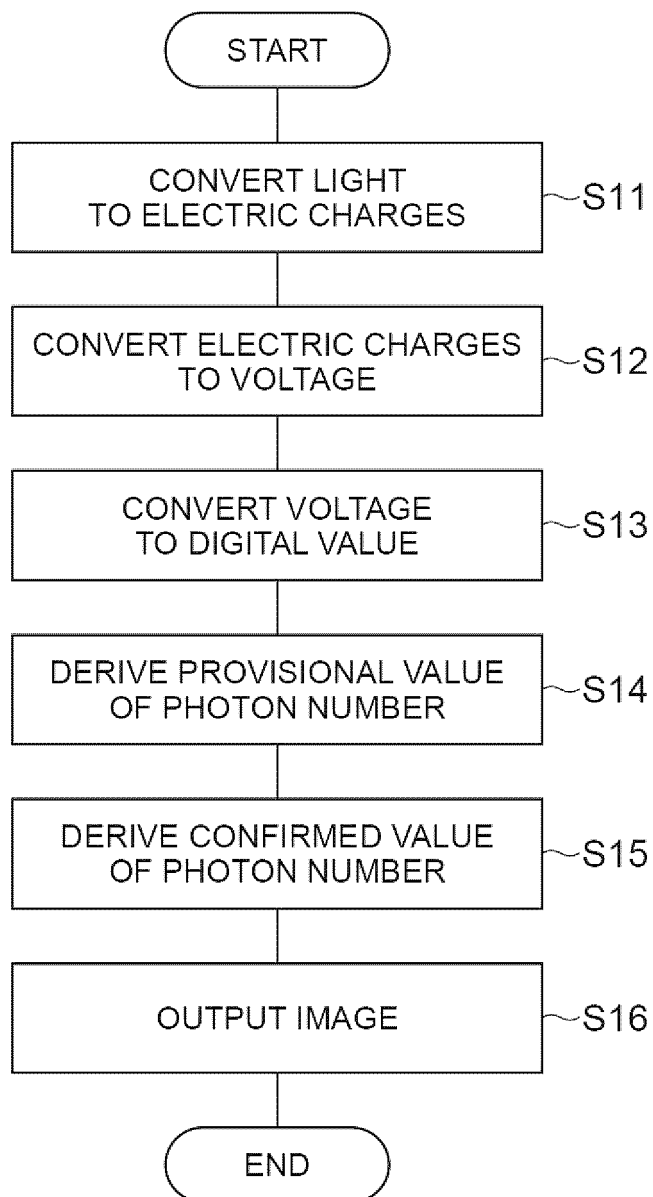 START
CONVERT LIGHT
TO ELECTRIC CHARGES
S11
CONVERT ELECTRIC CHARGES
TO VOLTAGE
S12
CONVERT VOLTAGE
TO DIGITAL VALUE
S13
DERIVE PROVISIONAL VALUE
OF PHOTON NUMBER
S14
DERIVE CONFIRMED VALUE
OF PHOTON NUMBER
S15
OUTPUT IMAGE
S16
END